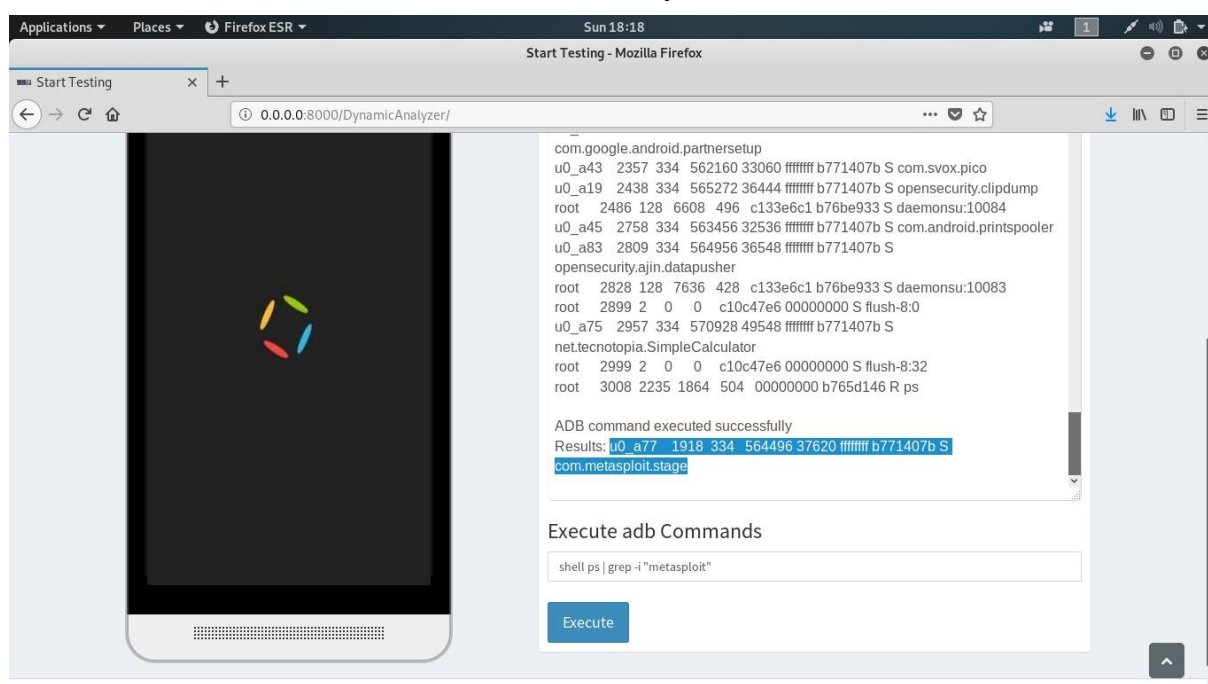 Applications Places Firefox ESR Sun 18:18 1
Start Testing - Mozilla Firefox
Start Testing
0.0.0.0:8000/DynamicAnalyzer/
com.google.android.partnersetup
u0_a43 2357 334 562160 33060 ffffffff b771407b S com.svox.pico
u0_a19 2438 334 565272 36444 ffffffff b771407b S opensecurity.clipdump
root 2486 128 6608 496 c133e6c1 b76be933 S daemonsu:10084
u0_a45 2758 334 563456 32536 ffffffff b771407b S com.android.printspooler
u0_a83 2809 334 564956 36548 ffffffff b771407b S
opensecurity.ajin.datapusher
root 2828 128 7636 428 c133e6c1 b76be933 S daemonsu:10083
root 2899 2 0 0 c10c47e6 00000000 S flush-8:0
u0_a75 2957 334 570928 49548 ffffffff b771407b S
net.tecnotopia.SimpleCalculator
root 2999 2 0 0 c10c47e6 00000000 S flush-8:32
root 3008 2235 1864 504 00000000 b765d146 R ps
ADB command executed successfully
Results: u0_a77 1918 334 564496 37620 ffffffff b771407b S
com.metasploit.stage
Execute adb Commands
shell ps | grep -i "metasploit"
Execute